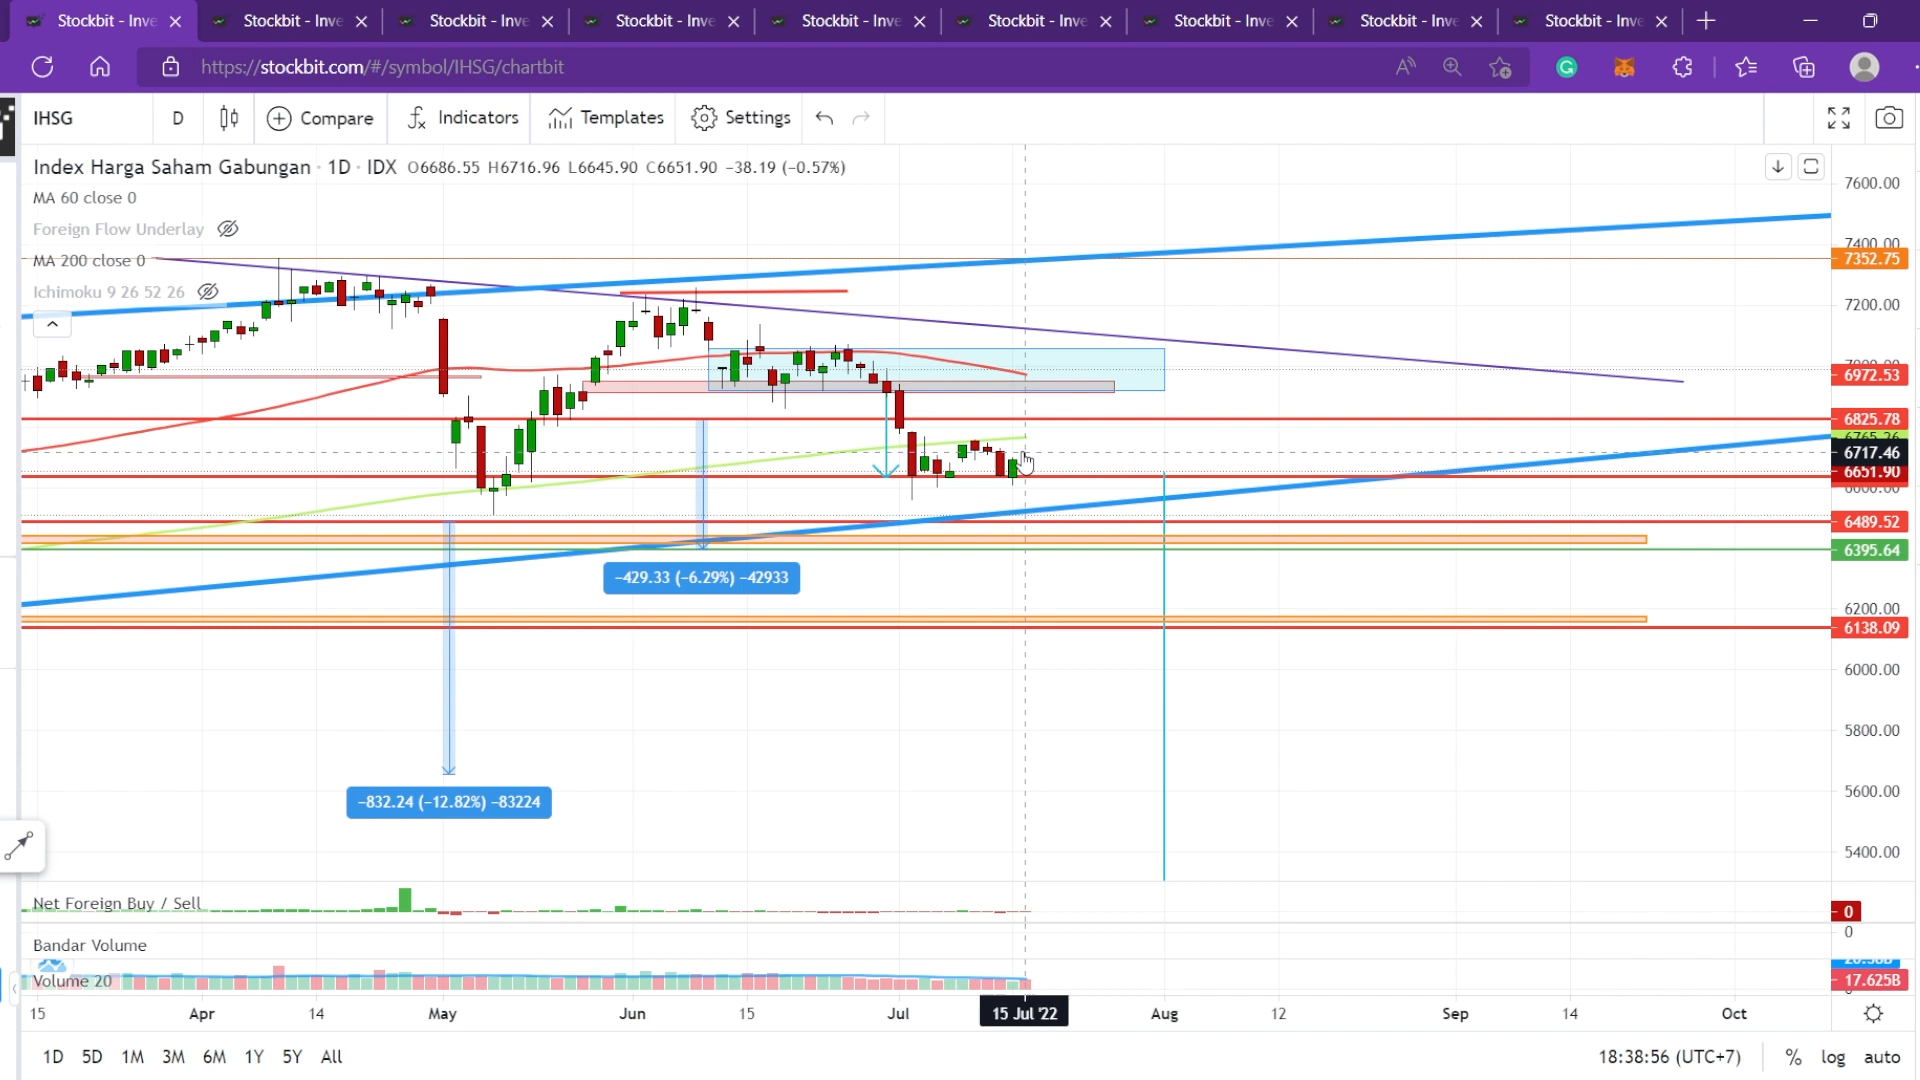 Stockbit - Inve Stockbit - Inve Stockbit - Inve Stockbit - Inve Stockbit - Inve Stockbit - Inve Stockbit - Inve Stockbit - Inve Stockbit - Inve
https://stockbit.com/#/symbol/IHSG/chartbit
IHSG D Compare Indicators Templates Settings
Index Harga Saham Gabungan · 1D · IDX O6686.55 H6716.96 L6645.90 C6651.90 −38.19 (−0.57%)
MA 60 close 0
Foreign Flow Underlay
MA 200 close 0
Ichimoku 9 26 52 26
7600.00
7400.00
7352.75
7200.00
7000.00
6972.53
6825.78
6765.26
6717.46
6651.90
6600.00
6489.52
6395.64
6200.00
6138.09
6000.00
5800.00
5600.00
5400.00
−429.33 (−6.29%) −42933
−832.24 (−12.82%) −83224
Net Foreign Buy / Sell
0
0
Bandar Volume
Volume 20
17.625B
15 Apr 14 May Jun 15 Jul 15 Jul '22 Aug 12 Sep 14 Oct
1D 5D 1M 3M 6M 1Y 5Y All 18:38:56 (UTC+7) % log auto